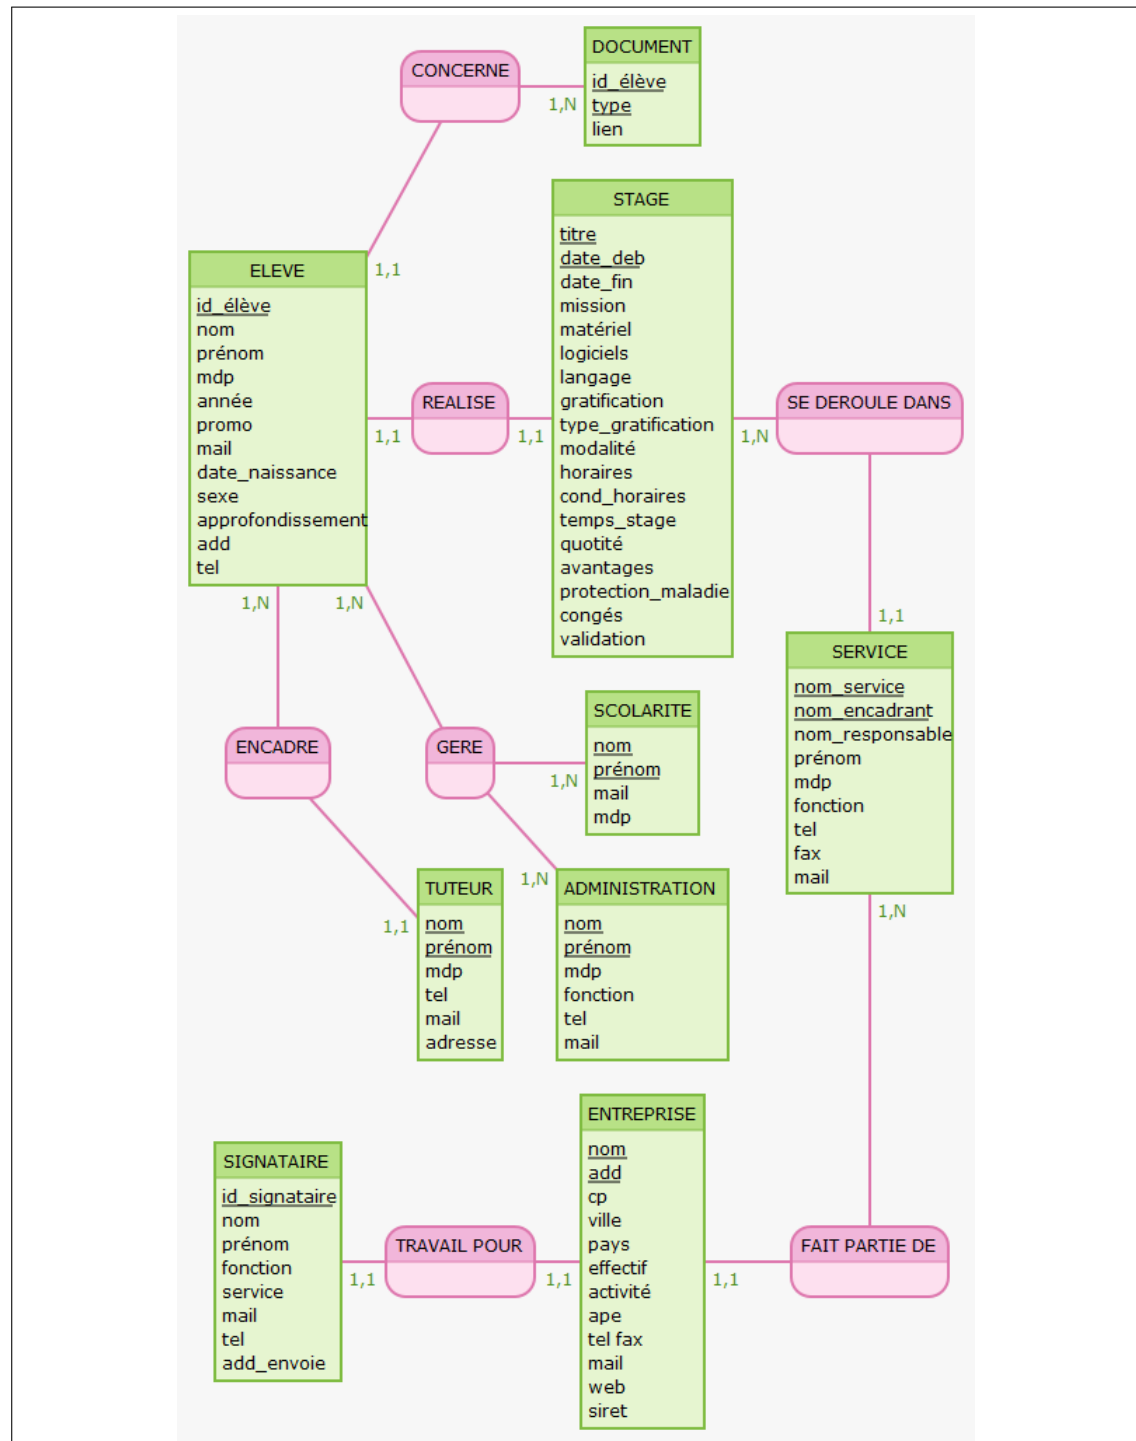 CONCERNE
1,N
1,1
DOCUMENT
id_élève
type
lien
ELEVE
id_élève
nom
prénom
mdp
année
promo
mail
date_naissance
sexe
approfondissement
add
tel
1,1
REALISE
1,1
STAGE
titre
date_deb
date_fin
mission
matériel
logiciels
langage
gratification
type_gratification
modalité
horaires
cond_horaires
temps_stage
quotité
avantages
protection_maladie
congés
validation
1,N
SE DEROULE DANS
1,1
SERVICE
nom_service
nom_encadrant
nom_responsable
prénom
mdp
fonction
tel
fax
mail
1,N
1,N
1,N
ENCADRE
GERE
1,N
SCOLARITE
nom
prénom
mail
mdp
1,1
TUTEUR
nom
prénom
mdp
tel
mail
adresse
1,N
ADMINISTRATION
nom
prénom
mdp
fonction
tel
mail
SIGNATAIRE
id_signataire
nom
prénom
fonction
service
mail
tel
add_envoie
1,1
TRAVAIL POUR
1,1
ENTREPRISE
nom
add
cp
ville
pays
effectif
activité
ape
tel fax
mail
web
siret
1,1
FAIT PARTIE DE